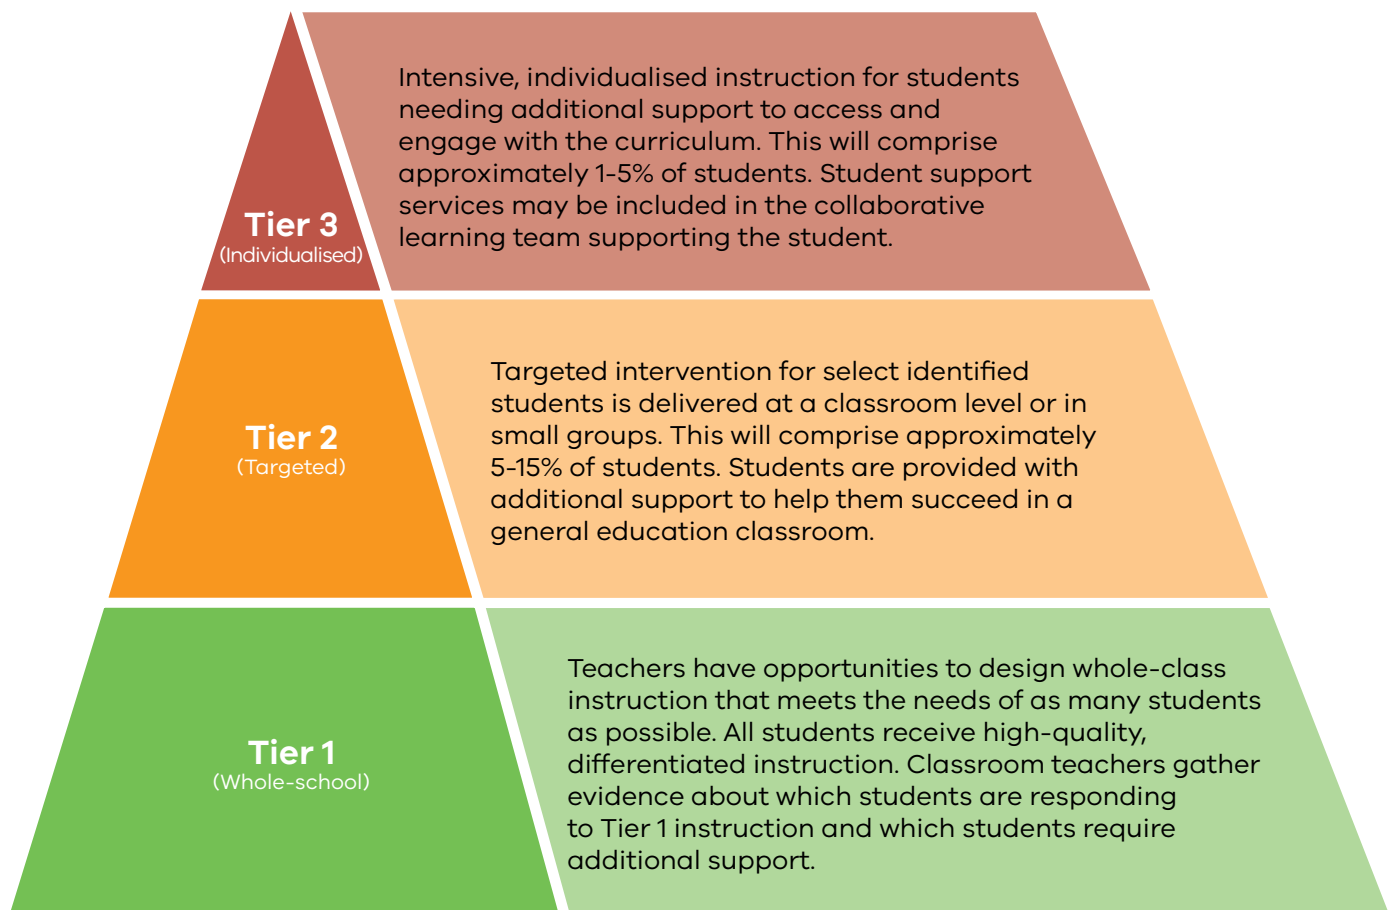 Tier 3
(Individualised)
Intensive, individualised instruction for students
needing additional support to access and
engage with the curriculum. This will comprise
approximately 1-5% of students. Student support
services may be included in the collaborative
learning team supporting the student.
Tier 2
(Targeted)
Targeted intervention for select identified
students is delivered at a classroom level or in
small groups. This will comprise approximately
5-15% of students. Students are provided with
additional support to help them succeed in a
general education classroom.
Tier 1
(Whole-school)
Teachers have opportunities to design whole-class
instruction that meets the needs of as many students
as possible. All students receive high-quality,
differentiated instruction. Classroom teachers gather
evidence about which students are responding
to Tier 1 instruction and which students require
additional support.